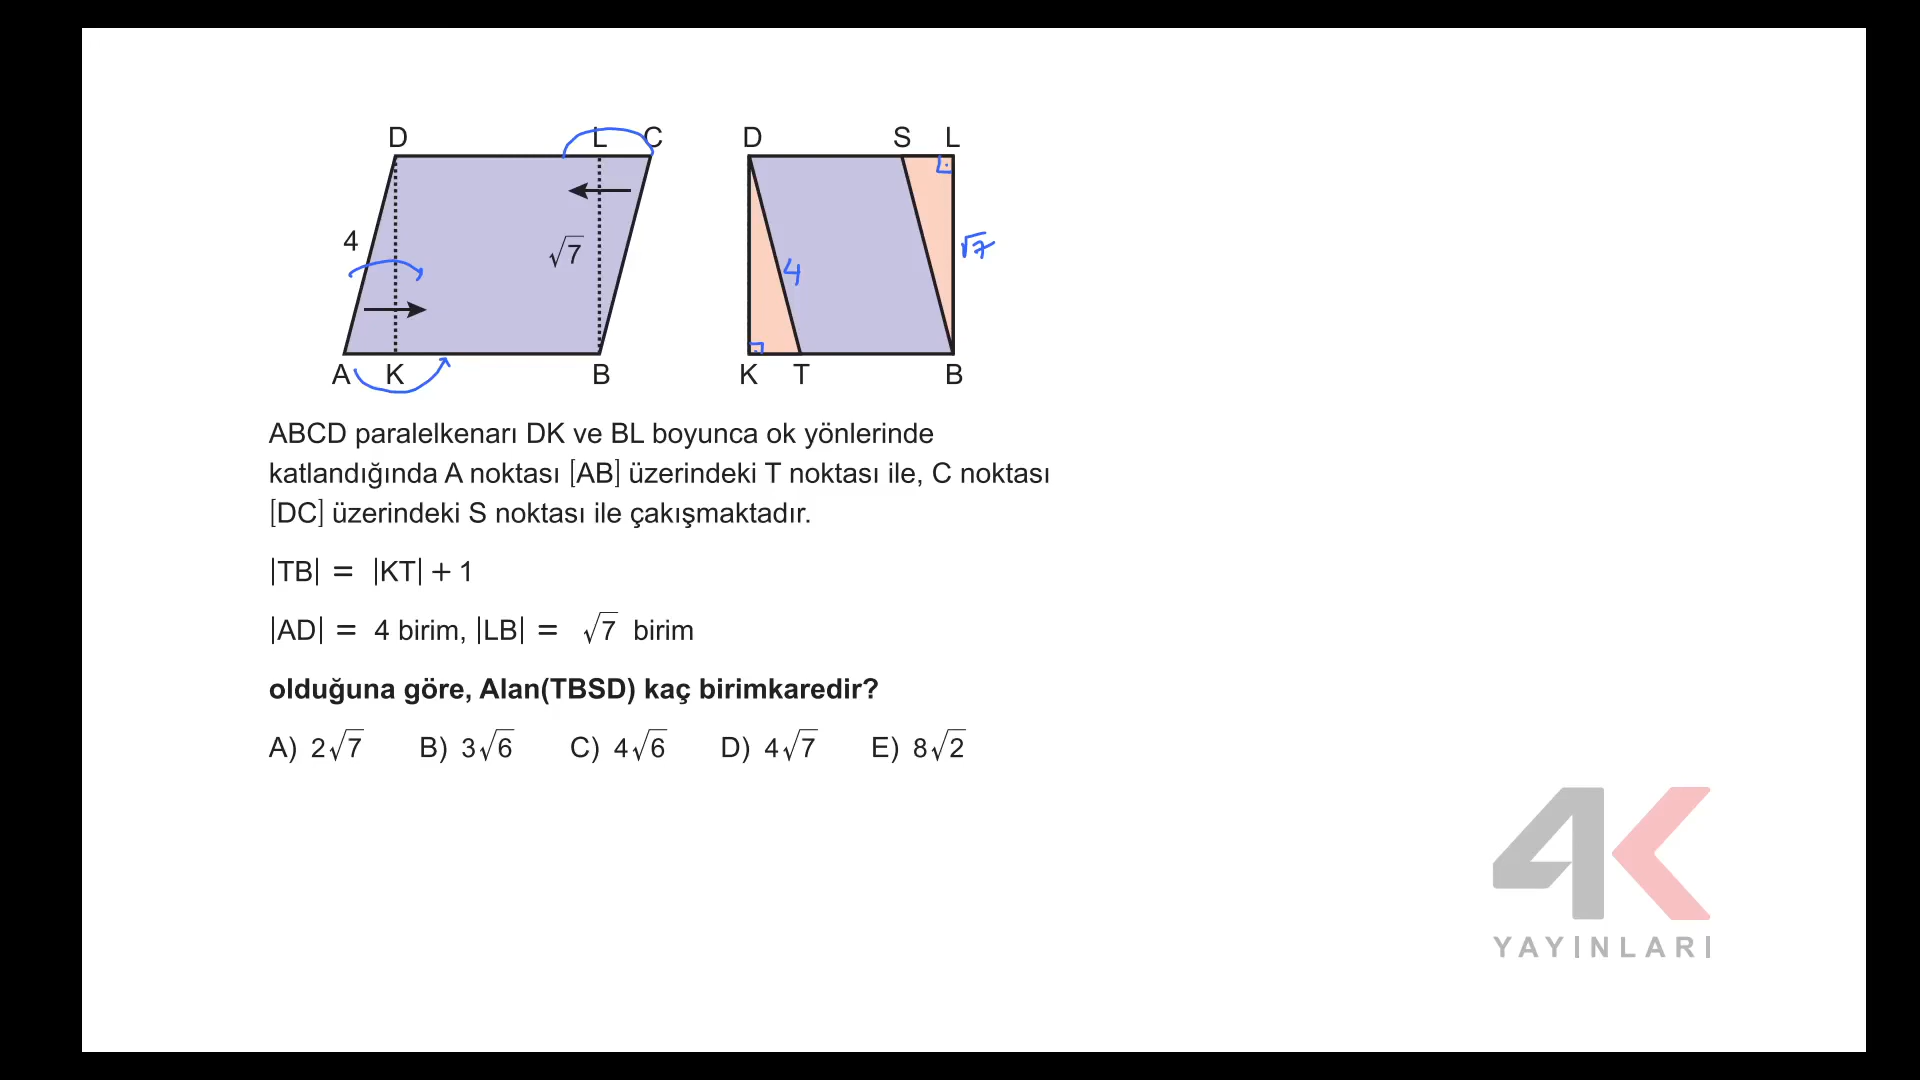 D L C D S L
4 √7 4 √7
A K B K T B
ABCD paralelkenarı DK ve BL boyunca ok yönlerinde
katlandığında A noktası [AB] üzerindeki T noktası ile, C noktası
[DC] üzerindeki S noktası ile çakışmaktadır.
|TB| = |KT| + 1
|AD| = 4 birim, |LB| = √7 birim
olduğuna göre, Alan(TBSD) kaç birimkaredir?
A) 2√7 B) 3√6 C) 4√6 D) 4√7 E) 8√2
4K
YAYINLARI